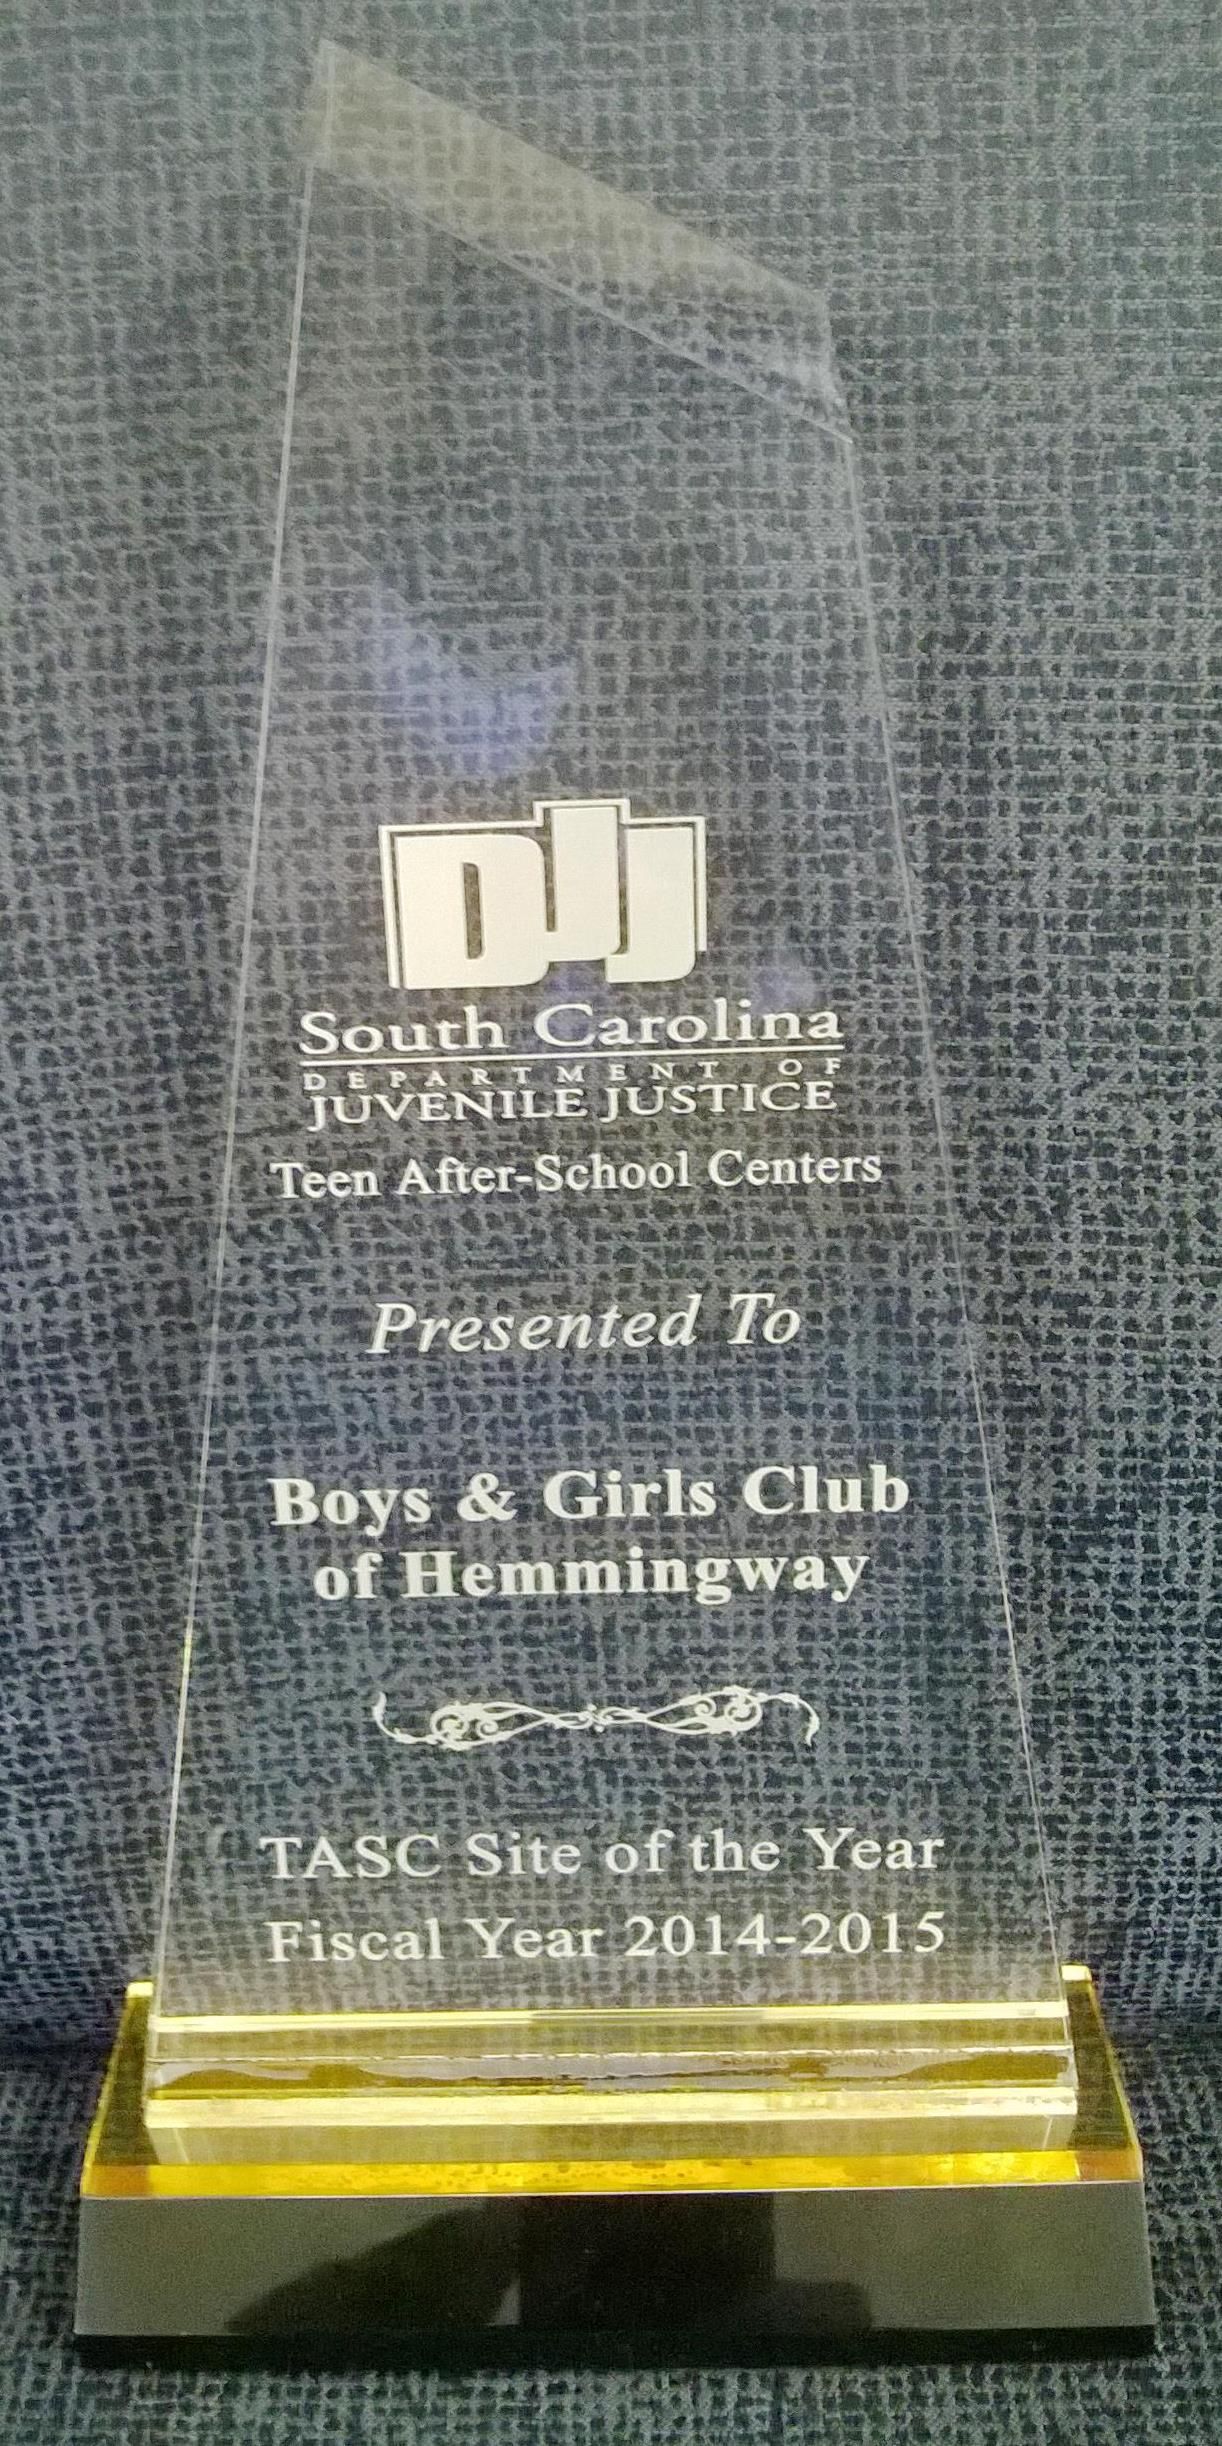 DJJ
South Carolina
DEPARTMENT OF
JUVENILE JUSTICE
Teen After-School Centers
Presented To
Boys & Girls Club
of Hemmingway
TASC Site of the Year
Fiscal Year 2014-2015